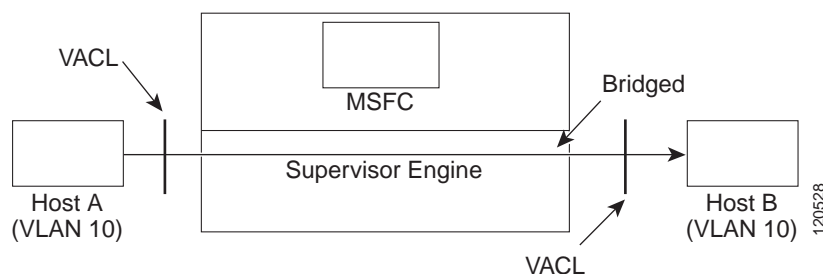 VACL
MSFC
Bridged
Supervisor Engine
Host A
(VLAN 10)
Host B
(VLAN 10)
VACL
120528